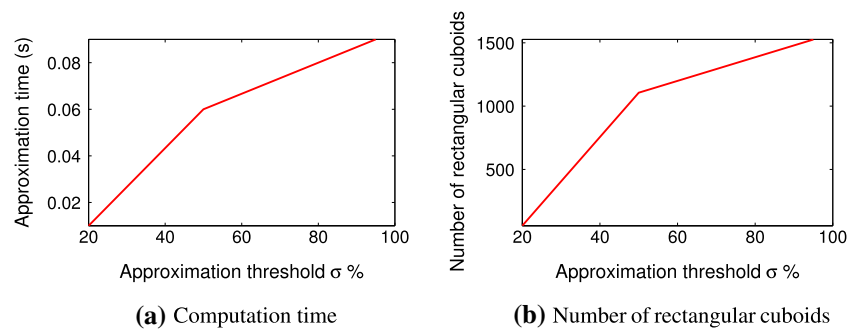 Approximation time (s)
0.08
0.06
0.04
0.02
20
40
60
80
100
Approximation threshold σ %
(a) Computation time
Number of rectangular cuboids
1500
1000
500
20
40
60
80
100
Approximation threshold σ %
(b) Number of rectangular cuboids